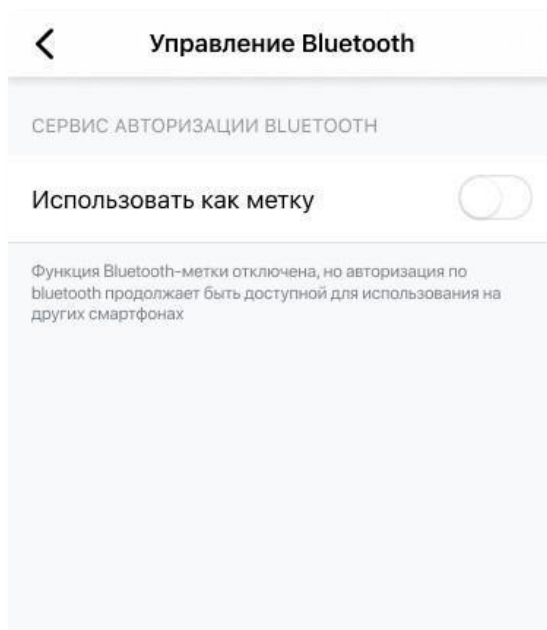 Управление Bluetooth
СЕРВИС АВТОРИЗАЦИИ BLUETOOTH
Использовать как метку
Функция Bluetooth-метки отключена, но авторизация по
bluetooth продолжает быть доступной для использования на
других смартфонах